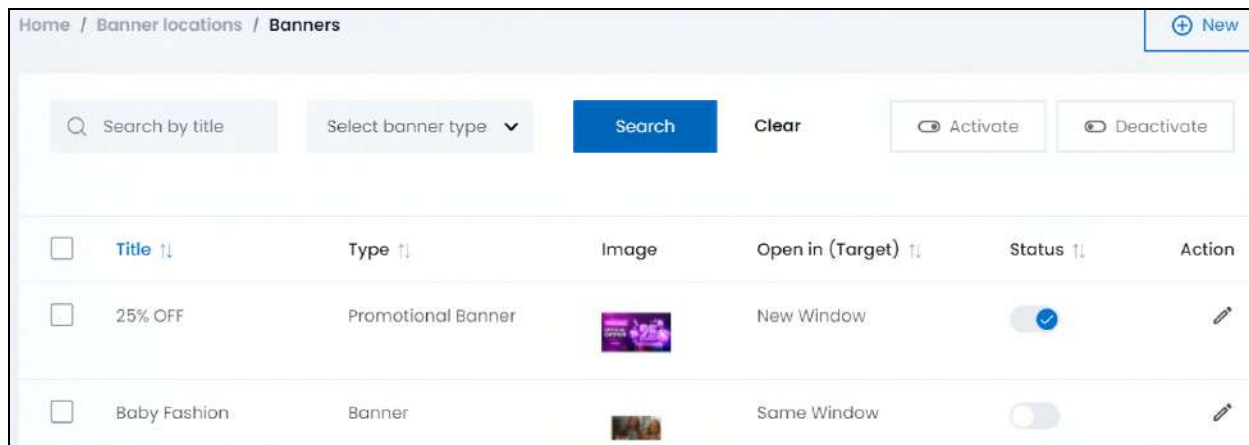 Home / Banner locations / Banners
New
Search by title
Select banner type
Search
Clear
Activate
Deactivate
Title
Type
Image
Open in (Target)
Status
Action
25% OFF
Promotional Banner
New Window
Baby Fashion
Banner
Same Window